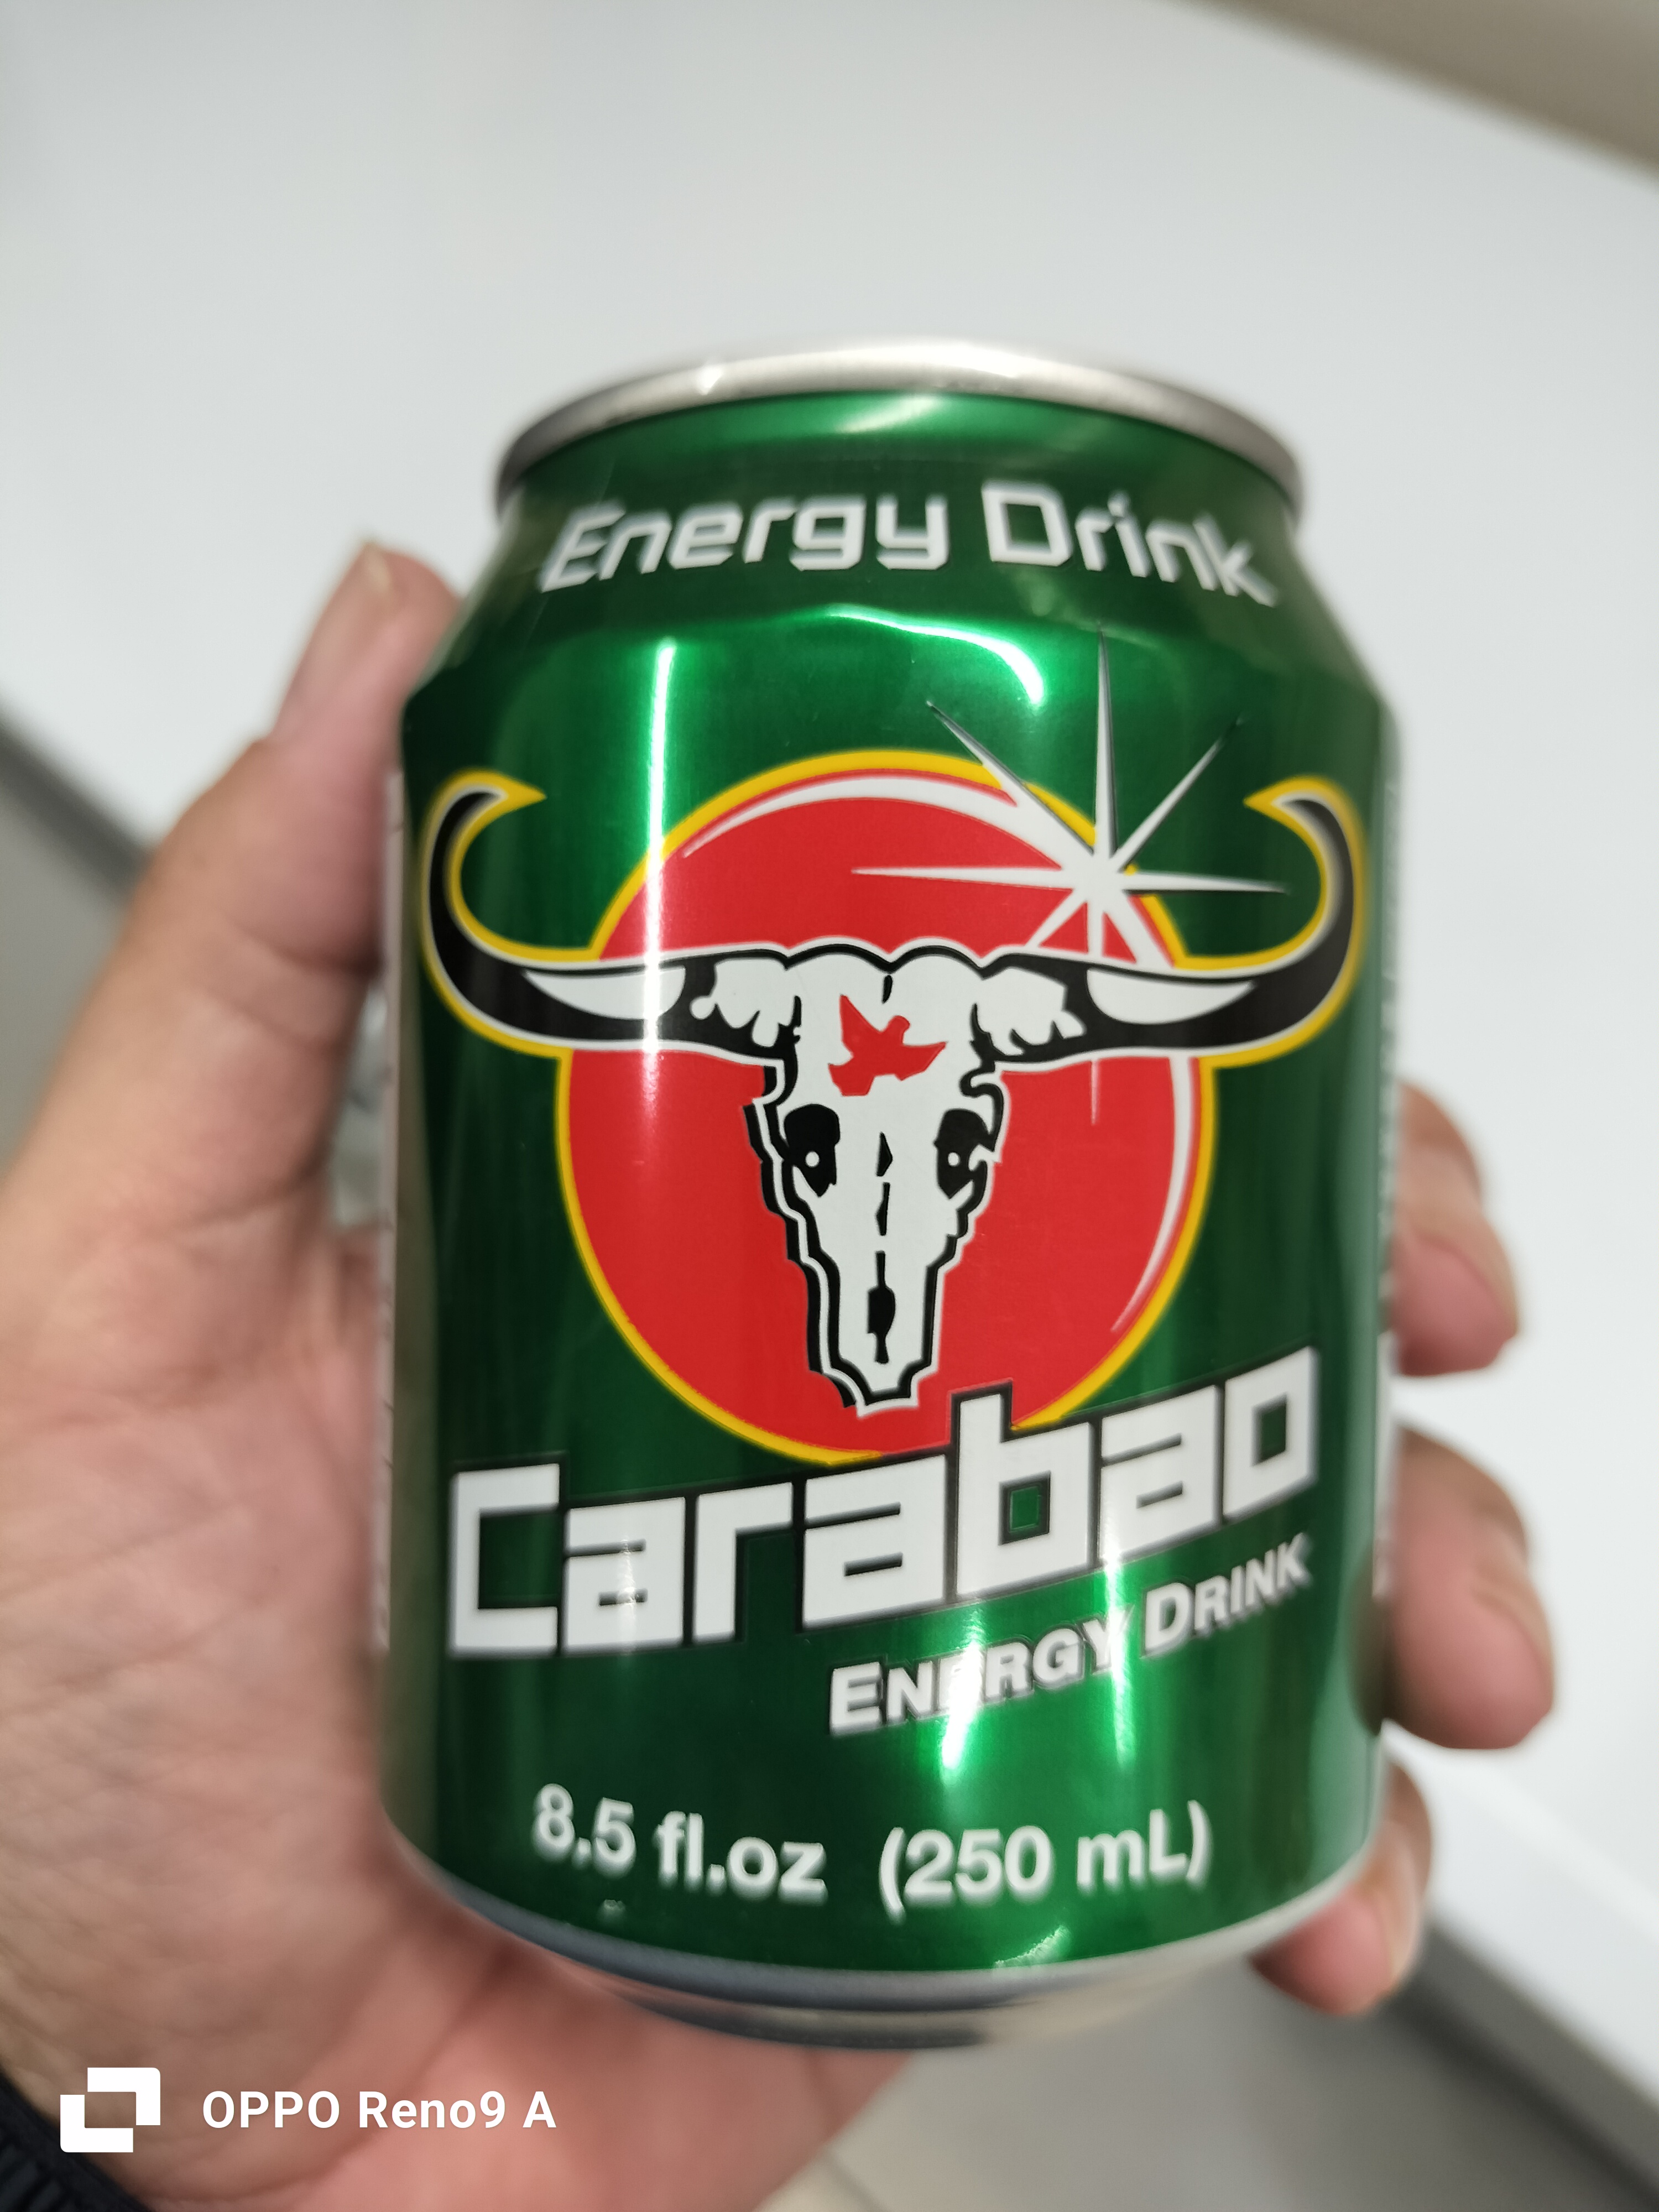 Energy Drink
Carabao
ENERGY DRINK
8.5 fl.oz (250 mL)
OPPO Reno9 A